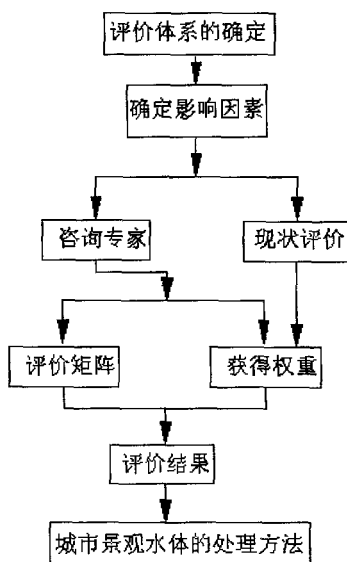 评价体系的确定
确定影响因素
咨询专家
现状评价
评价矩阵
获得权重
评价结果
城市景观水体的处理方法